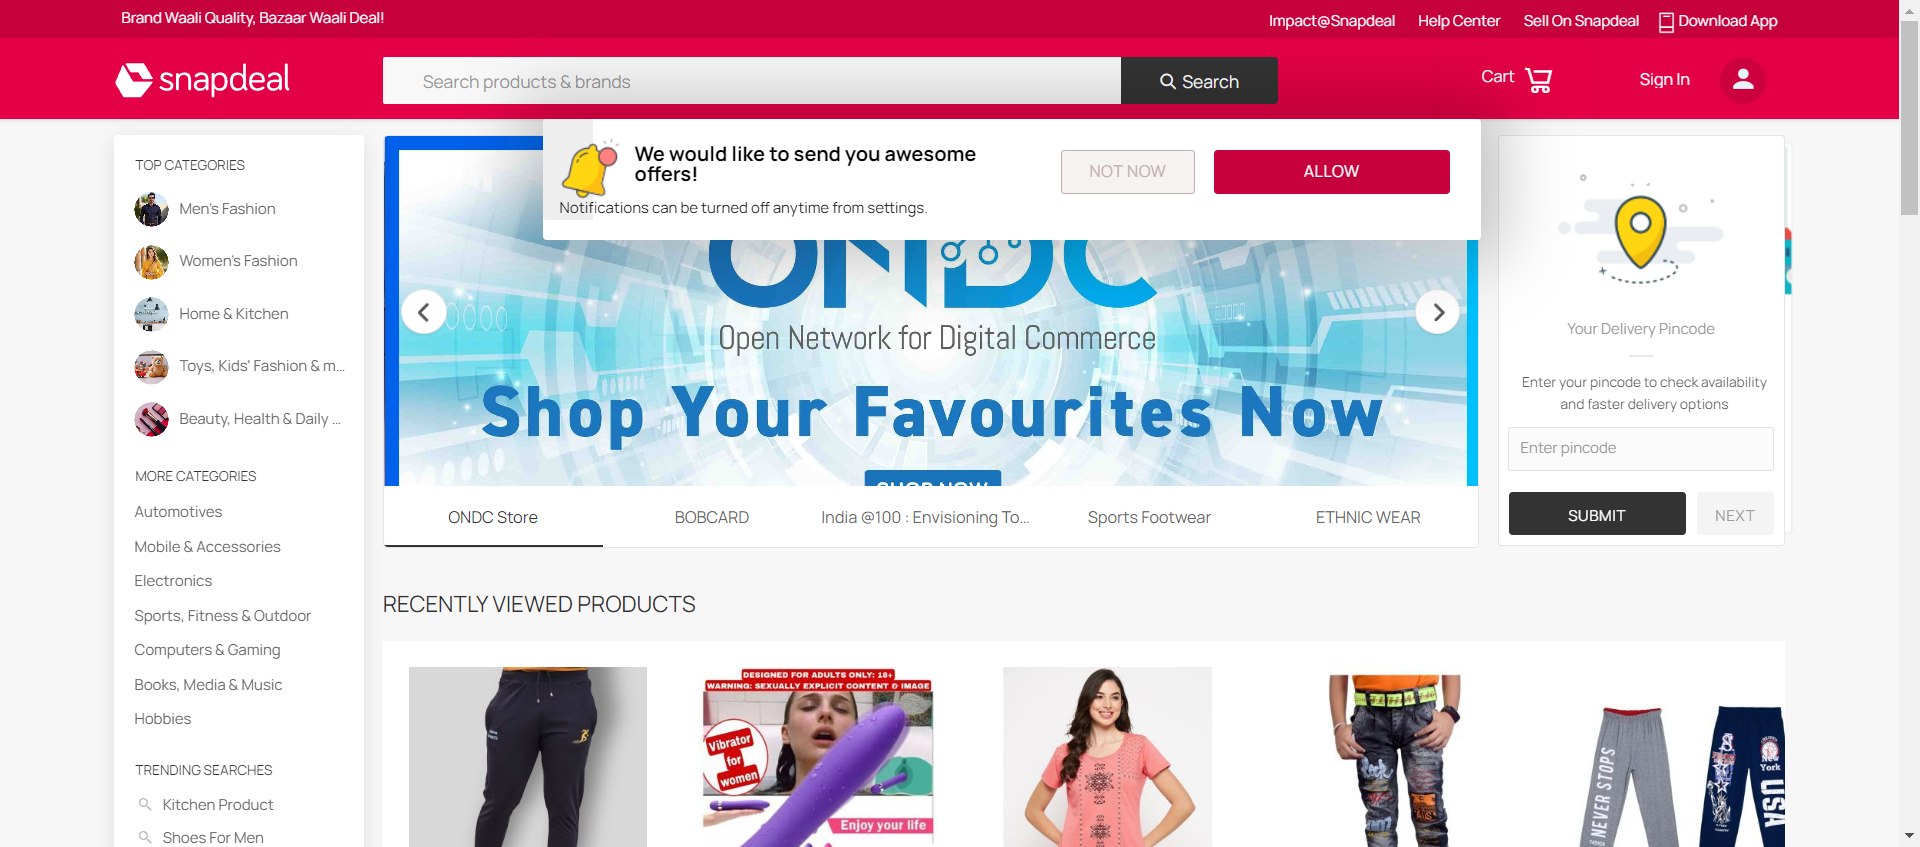 Brand Waali Quality, Bazaar Waali Deal!
Impact@Snapdeal
Help Center
Sell On Snapdeal
Download App
snapdeal
Search products & brands
Search
Cart
Sign In
We would like to send you awesome
offers!
Notifications can be turned off anytime from settings.
NOT NOW
ALLOW
TOP CATEGORIES
Men's Fashion
Women's Fashion
Home & Kitchen
Toys, Kids' Fashion & m...
Beauty, Health & Daily ...
MORE CATEGORIES
Automotives
Mobile & Accessories
Electronics
Sports, Fitness & Outdoor
Computers & Gaming
Books, Media & Music
Hobbies
TRENDING SEARCHES
Kitchen Product
Shoes For Men
ONDC
Open Network for Digital Commerce
Shop Your Favourites Now
SHOP NOW
ONDC Store
BOBCARD
India @100 : Envisioning To...
Sports Footwear
ETHNIC WEAR
Your Delivery Pincode
Enter your pincode to check availability
and faster delivery options
Enter pincode
SUBMIT
NEXT
RECENTLY VIEWED PRODUCTS
DESIGNED FOR ADULTS ONLY: 18+
WARNING: SEXUALLY EXPLICIT CONTENT & IMAGE
Vibrator
for
women
Enjoy your life
NEVER STOPS
New
York
USA